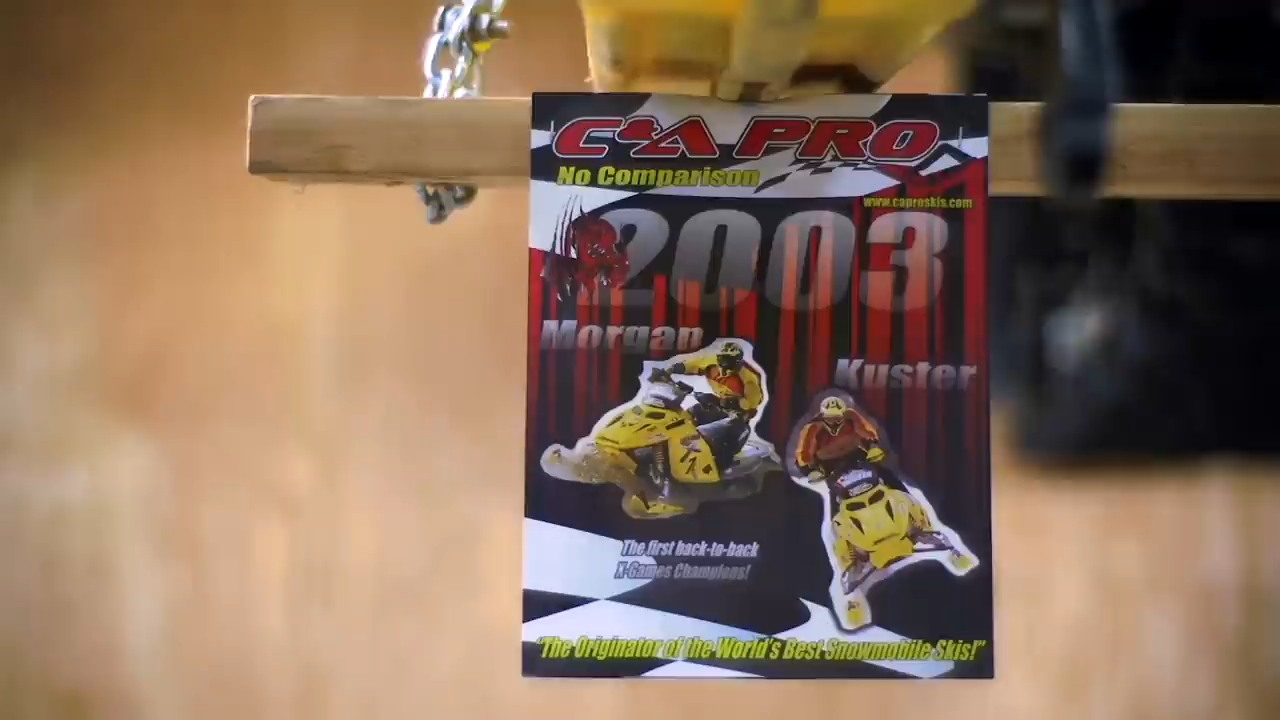 C&A PRO
No Comparison
www.caproskis.com
2003
Morgan
Kuster
The first back-to-back
X-Games Champions!
"The Originator of the World's Best Snowmobile Skis!"